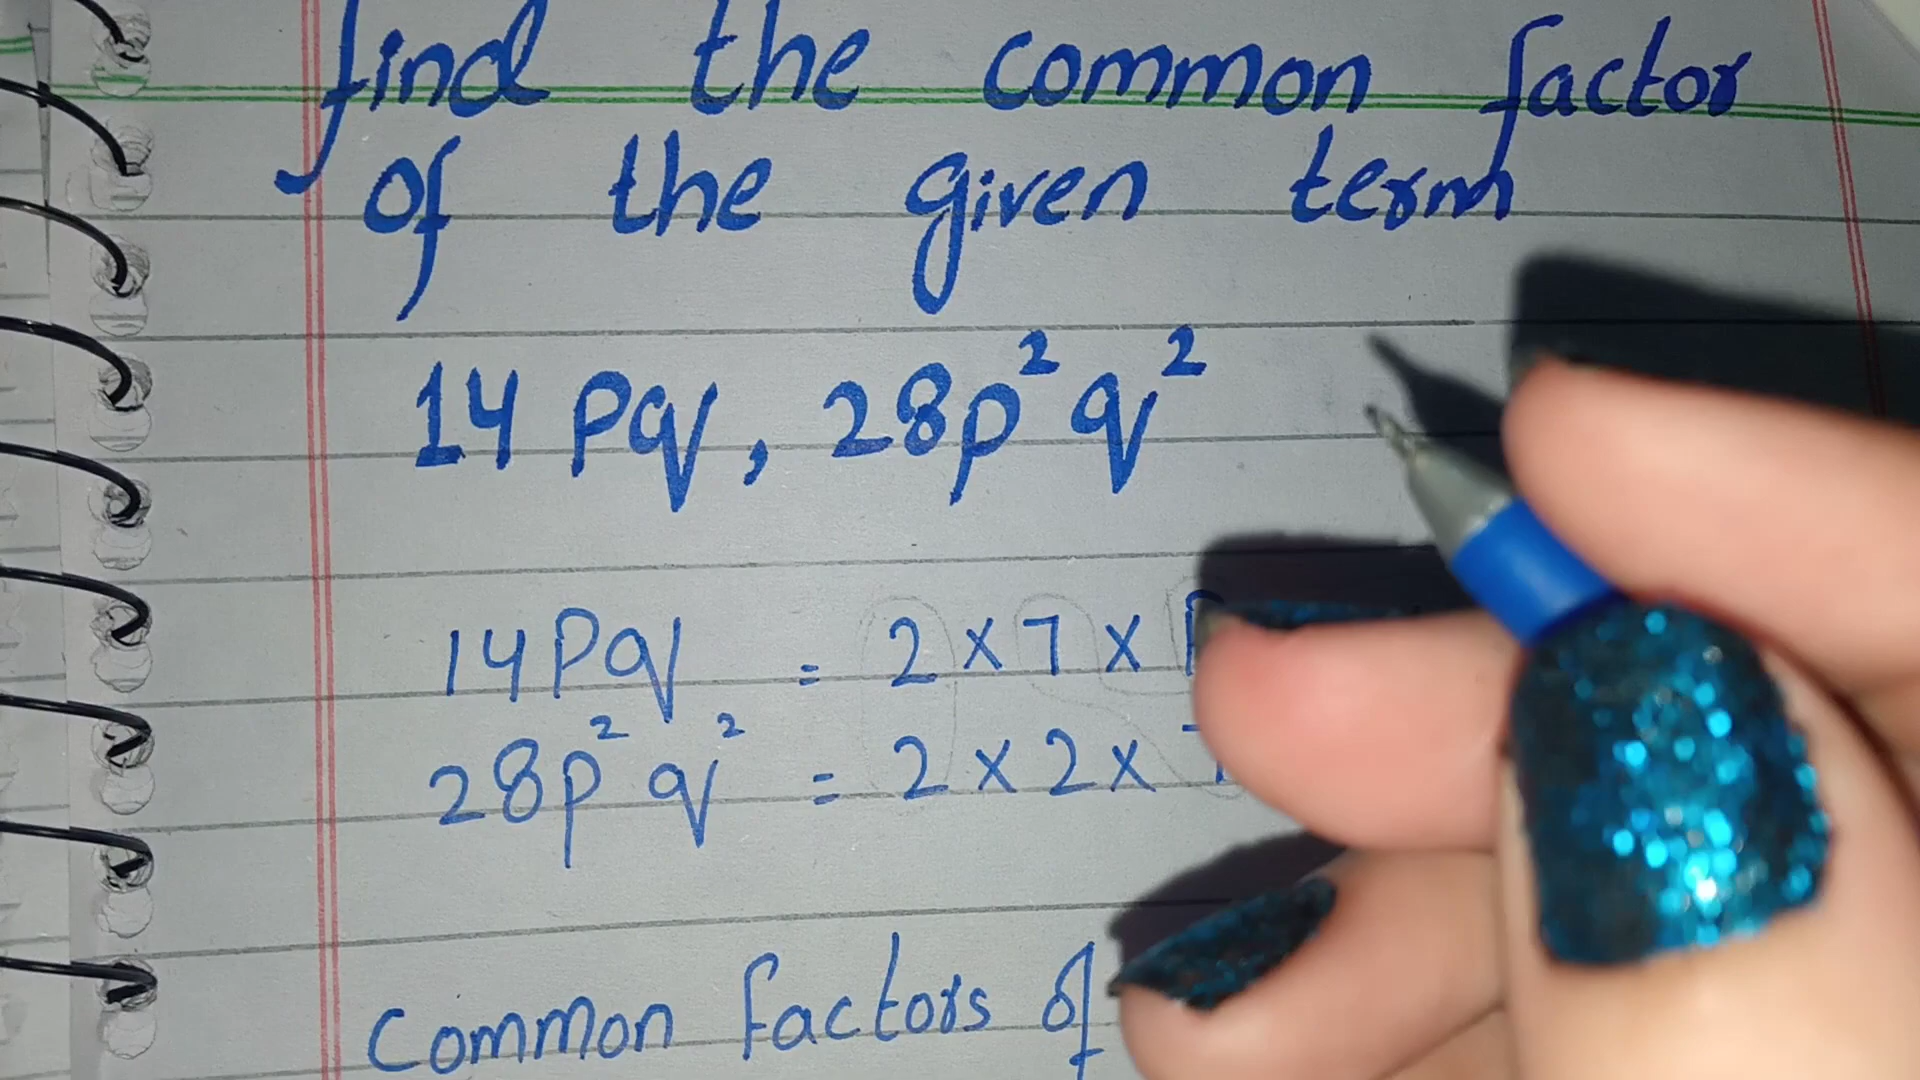 find the common factor
of the given term
14 pq, 28p²q²
14pq = 2 × 7 × p
28p²q² = 2 × 2 × 7
Common factors of